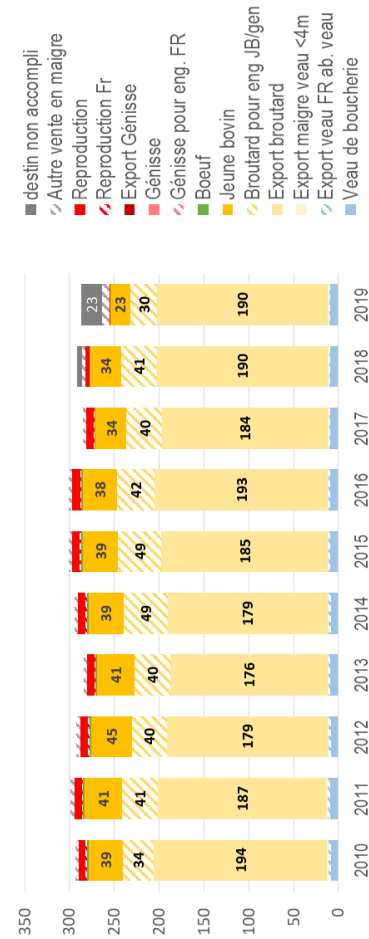 destin non accompli
Autre vente en maigre
Reproduction
Reproduction Fr
Export Génisse
Génisse
Génisse pour eng. FR
Boeuf
Jeune bovin
Broutard pour eng JB/gen
Export broutard
Export maigre veau <4m
Export veau FR ab. veau
Veau de boucherie
350
300
250
200
150
100
50
0
194 34 39
187 41 41
179 40 45
176 40 41
179 49 39
185 49 39
193 42 38
184 40 34
190 41 34
190 30 23 23
2010 2011 2012 2013 2014 2015 2016 2017 2018 2019